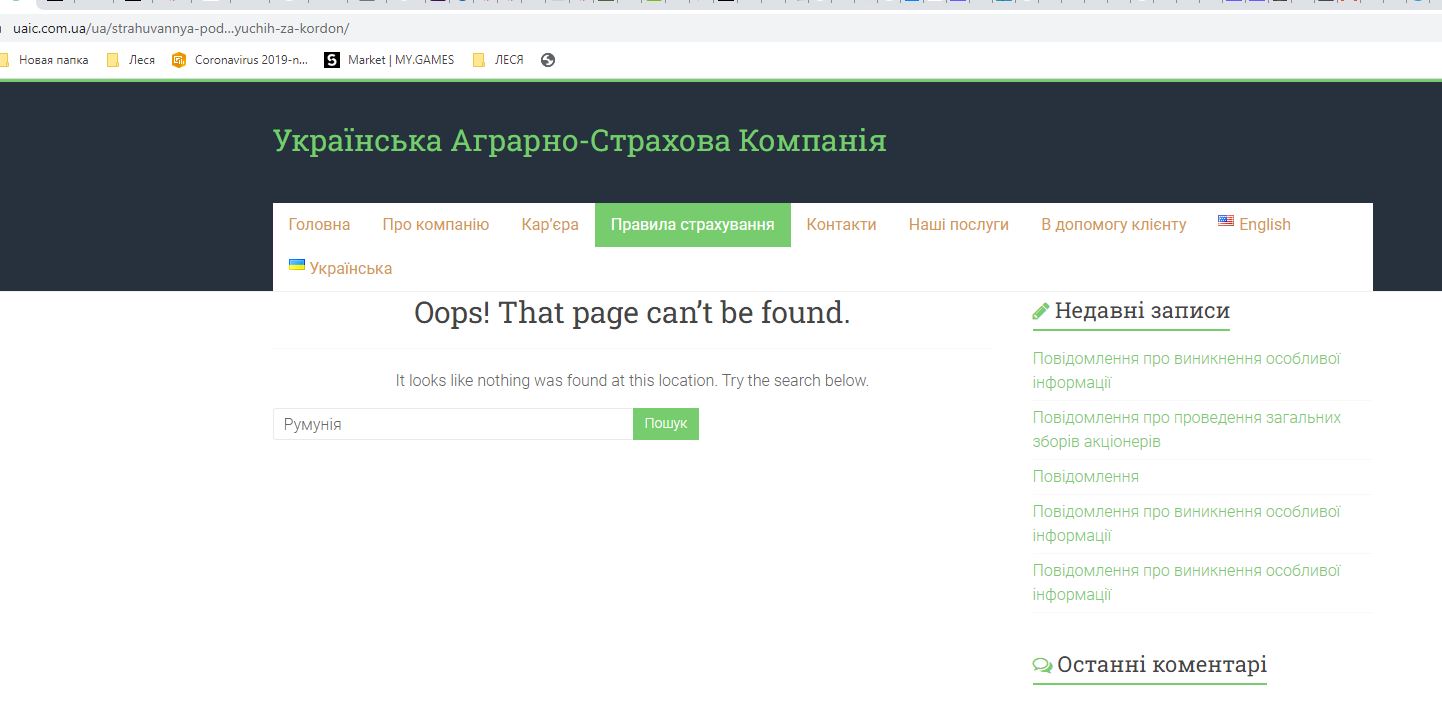 uaic.com.ua/ua/strahuvannya-pod...yuchih-za-kordon/
Новая папка Леся Coronavirus 2019-n... Market | MY.GAMES ЛЕСЯ
Українська Аграрно-Страхова Компанія
Головна Про компанію Кар’єра Правила страхування Контакти Наші послуги В допомогу клієнту English
Українська
Oops! That page can’t be found.
It looks like nothing was found at this location. Try the search below.
Румунія Пошук
Недавні записи
Повідомлення про виникнення особливої
інформації
Повідомлення про проведення загальних
зборів акціонерів
Повідомлення
Повідомлення про виникнення особливої
інформації
Повідомлення про виникнення особливої
інформації
Останні коментарі